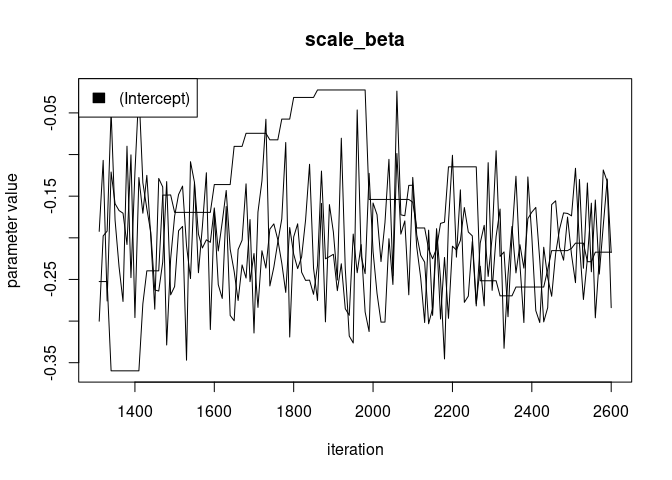 scale_beta
(Intercept)
parameter value
-0.05
-0.15
-0.25
-0.35
1400 1600 1800 2000 2200 2400 2600
iteration